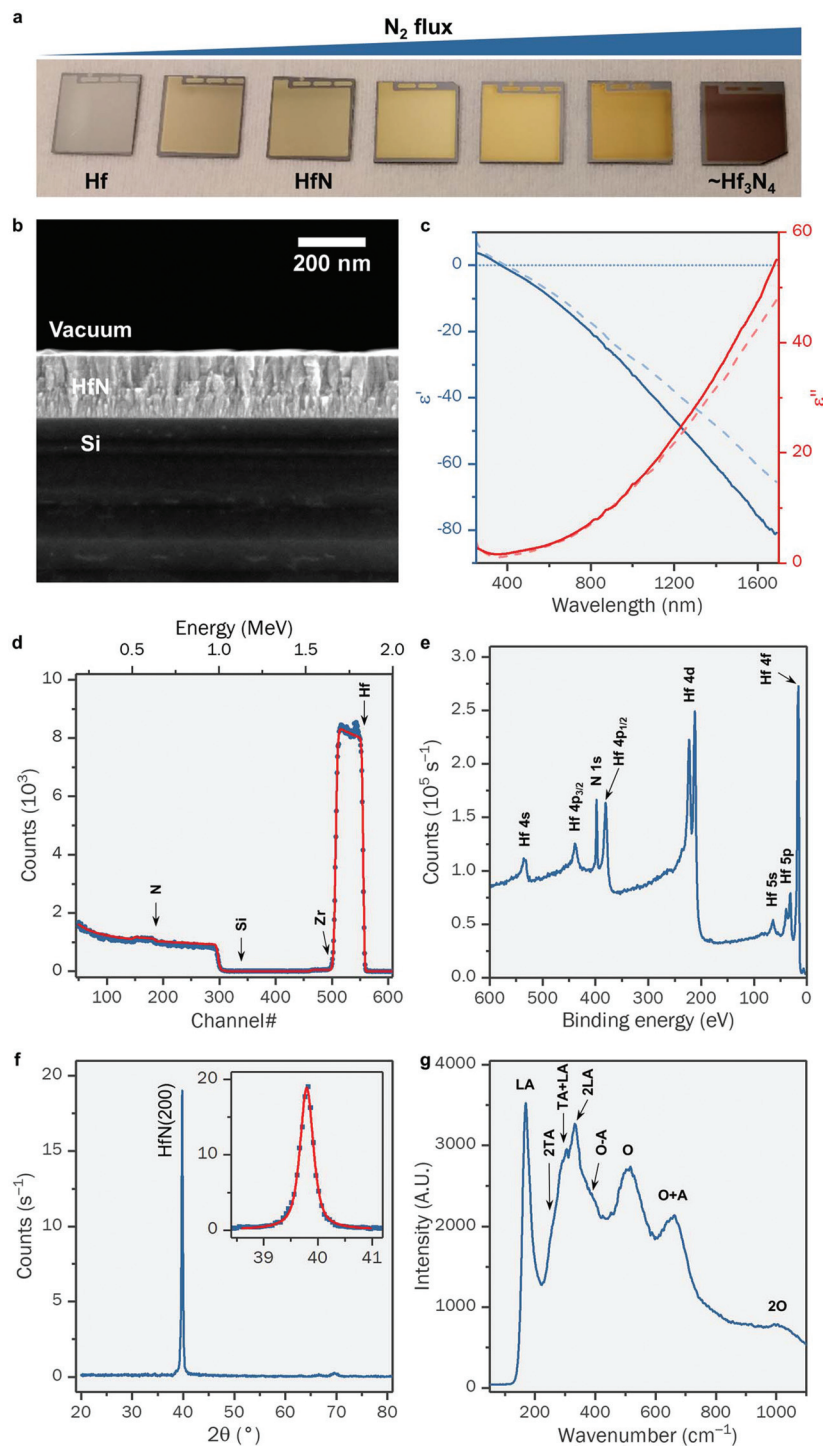 a
N₂ flux
Hf
HfN
~Hf₃N₄
b
200 nm
Vacuum
HfN
Si
c
0
-20
-40
-60
-80
ε'
60
40
20
0
ε''
400 800 1200 1600
Wavelength (nm)
d
Energy (MeV)
0.5 1.0 1.5 2.0
10
8
6
4
2
0
Counts (10³)
N
Si
Zr
Hf
100 200 300 400 500 600
Channel#
e
3.0
2.5
2.0
1.5
1.0
0.5
0.0
Counts (10⁵ s⁻¹)
Hf 4s
Hf 4p₃/₂
N 1s
Hf 4p₁/₂
Hf 4d
Hf 5s
Hf 5p
Hf 4f
600 500 400 300 200 100 0
Binding energy (eV)
f
20
15
10
5
0
Counts (s⁻¹)
HfN(200)
20
10
0
39 40 41
20 30 40 50 60 70 80
2θ (°)
g
4000
3000
2000
1000
0
Intensity (A.U.)
LA
2TA
TA+LA
2LA
O-A
O
O+A
2O
200 400 600 800 1000
Wavenumber (cm⁻¹)